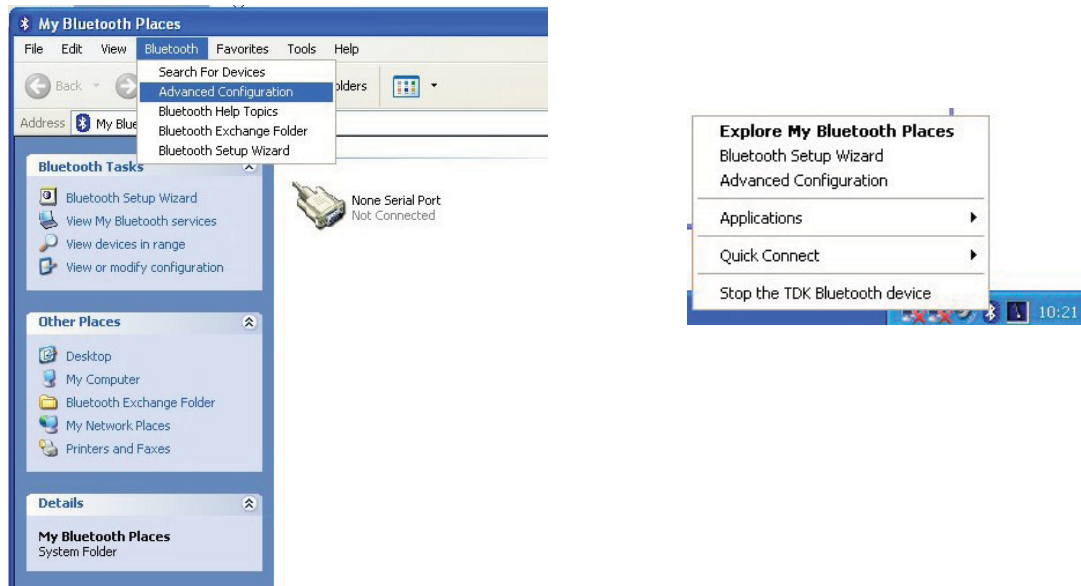 My Bluetooth Places
File Edit View Bluetooth Favorites Tools Help
Search For Devices
Back
Advanced Configuration
Bluetooth Help Topics
Address My Blue
Bluetooth Exchange Folder
Bluetooth Setup Wizard
Bluetooth Tasks
Bluetooth Setup Wizard
View My Bluetooth services
View devices in range
View or modify configuration
Other Places
Desktop
My Computer
Bluetooth Exchange Folder
My Network Places
Printers and Faxes
Details
My Bluetooth Places
System Folder
None Serial Port
Not Connected
Explore My Bluetooth Places
Bluetooth Setup Wizard
Advanced Configuration
Applications
Quick Connect
Stop the TDK Bluetooth device
10:21